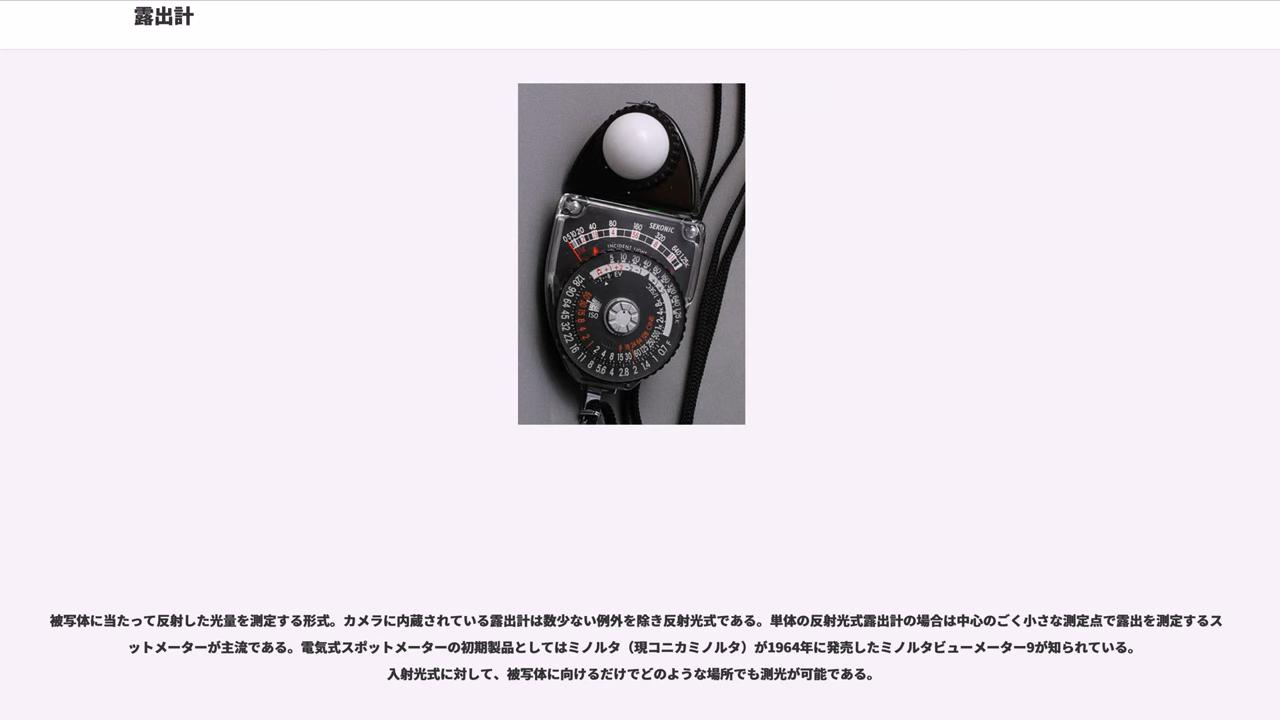 露出計
SEKONIC
被写体に当たって反射した光量を測定する形式。カメラに内蔵されている露出計は数少ない例外を除き反射光式である。単体の反射光式露出計の場合は中心のごく小さな測定点で露出を測定するス
ットメーターが主流である。電気式スポットメーターの初期製品としてはミノルタ（現コニカミノルタ）が1964年に発売したミノルタビューメーター9が知られている。
入射光式に対して、被写体に向けるだけでどのような場所でも測光が可能である。